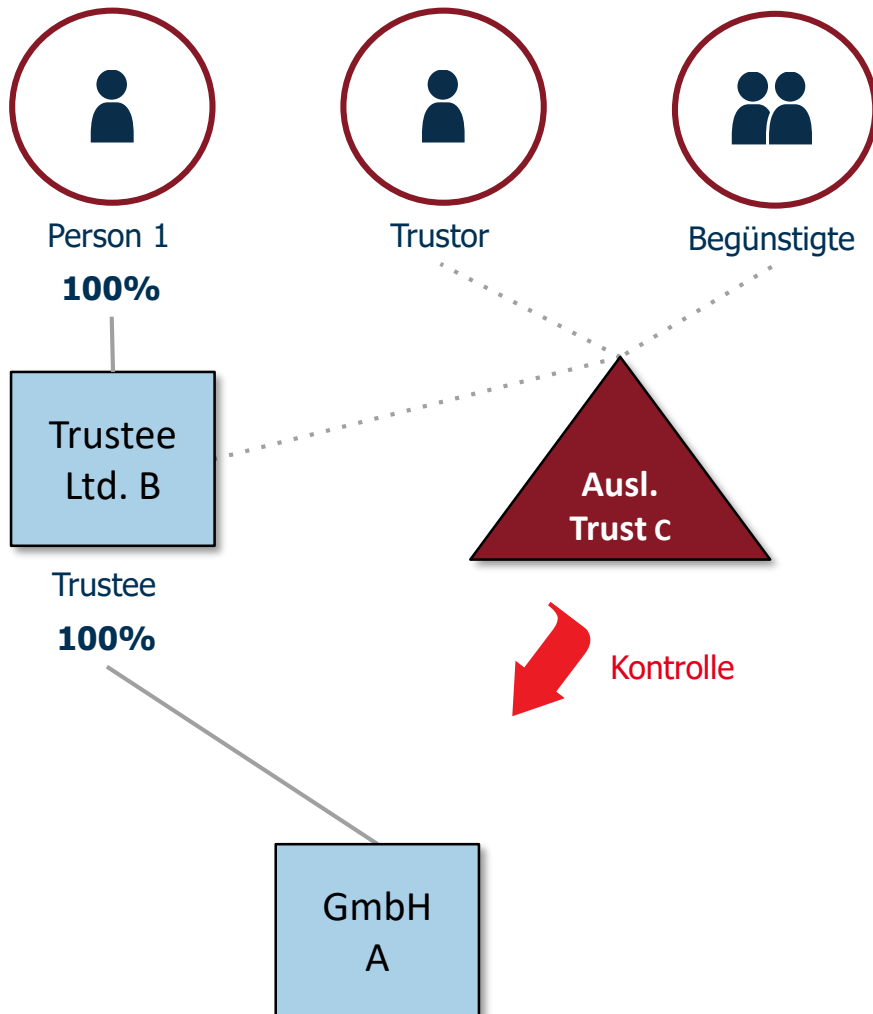 Person 1
100%
Trustor
Begünstigte
Trustee
Ltd. B
Ausl.
Trust C
Trustee
100%
Kontrolle
GmbH
A